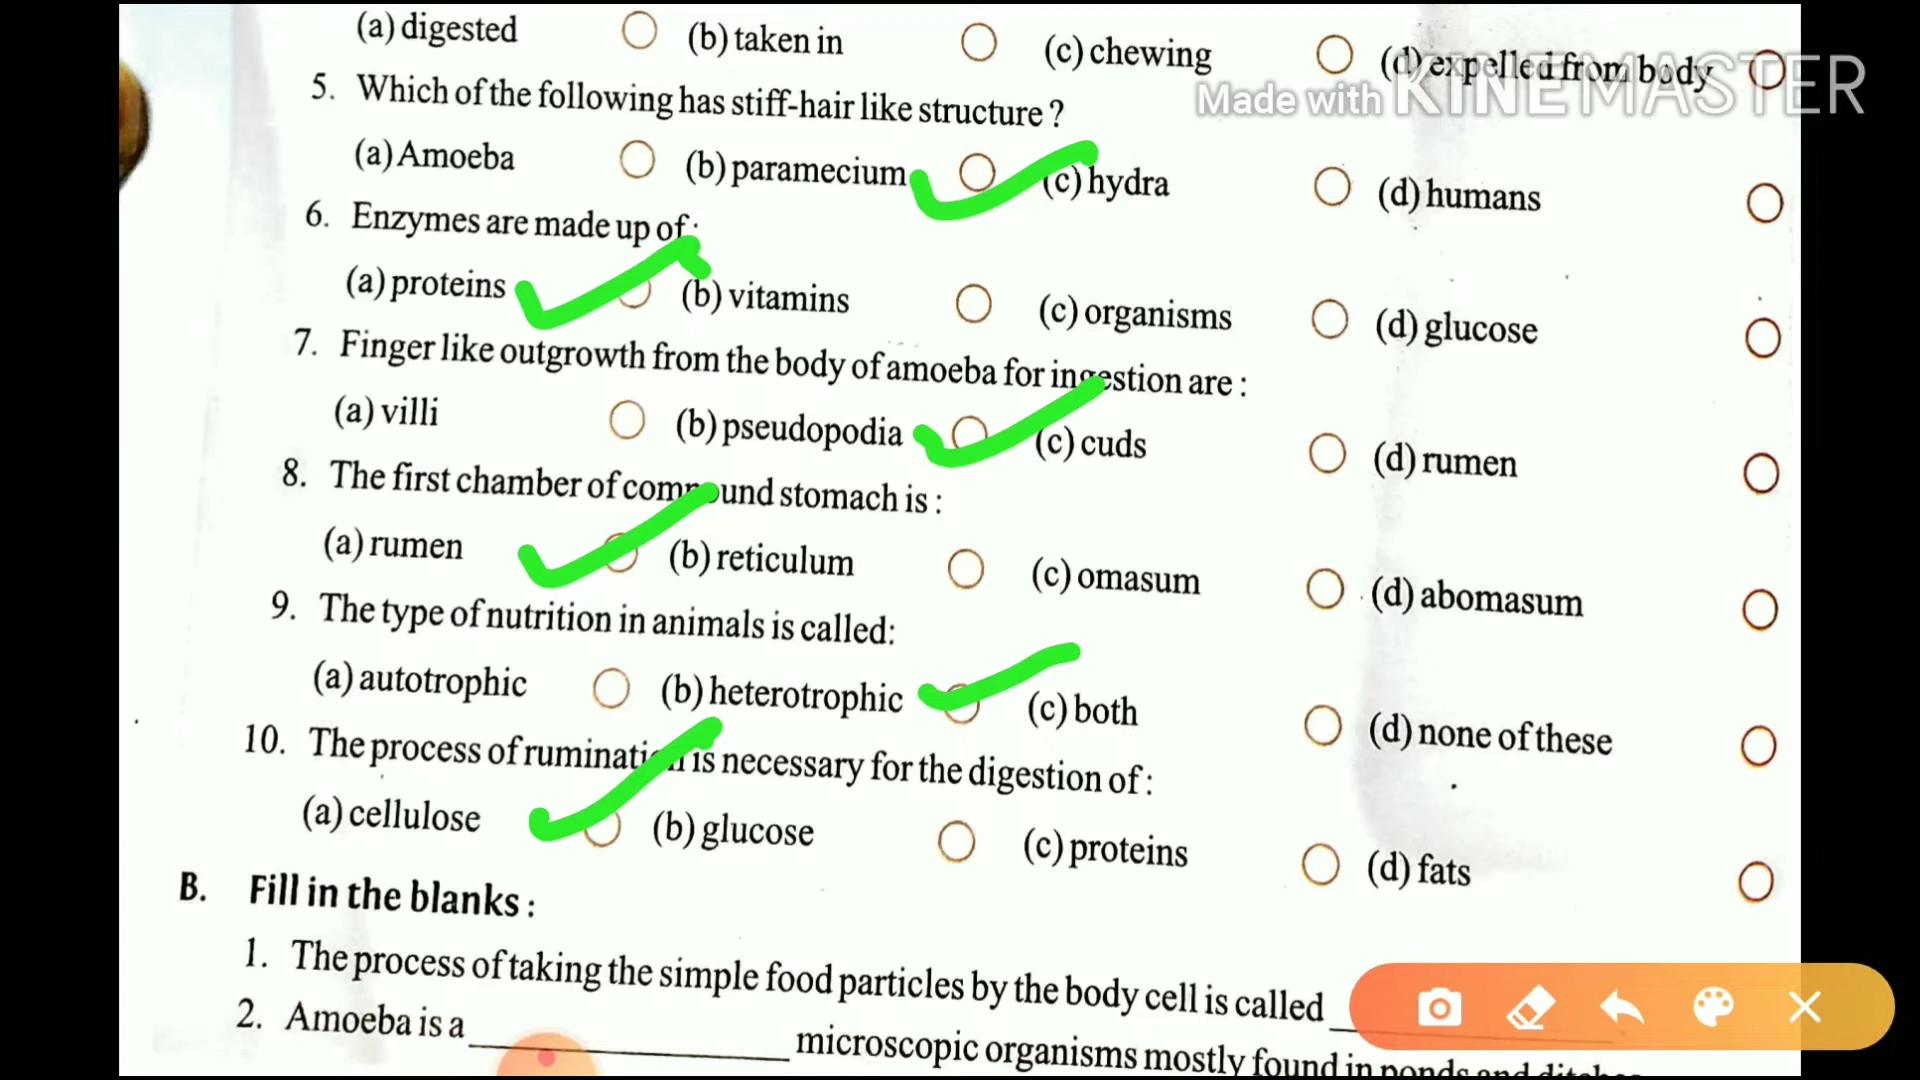 (a) digested (b) taken in (c) chewing (d) expelled from body
Made with KINEMASTER
5. Which of the following has stiff-hair like structure ?
(a) Amoeba (b) paramecium (c) hydra (d) humans
6. Enzymes are made up of :
(a) proteins (b) vitamins (c) organisms (d) glucose
7. Finger like outgrowth from the body of amoeba for ingestion are :
(a) villi (b) pseudopodia (c) cuds (d) rumen
8. The first chamber of compound stomach is :
(a) rumen (b) reticulum (c) omasum (d) abomasum
9. The type of nutrition in animals is called:
(a) autotrophic (b) heterotrophic (c) both (d) none of these
10. The process of rumination is necessary for the digestion of :
(a) cellulose (b) glucose (c) proteins (d) fats
B. Fill in the blanks :
1. The process of taking the simple food particles by the body cell is called
2. Amoeba is a microscopic organisms mostly found in ponds and